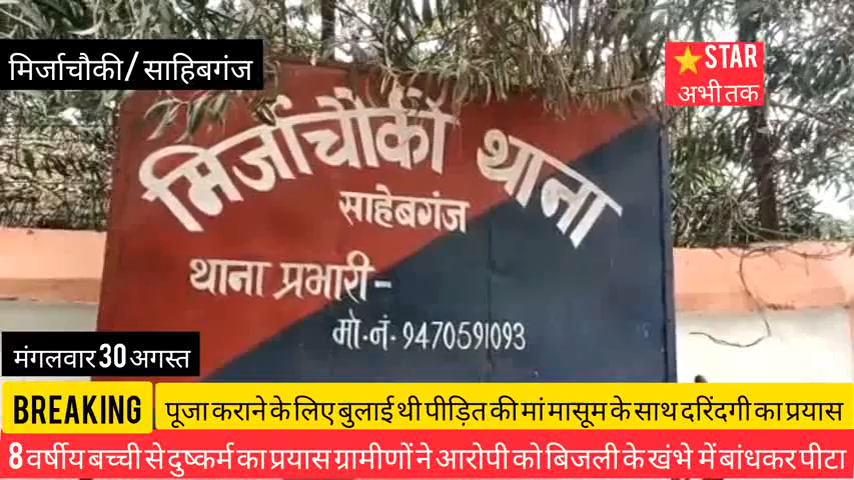 मिर्जाचौकी/ साहिबगंज
STAR
अभी तक
मिर्जाचौकी थाना
साहेबगंज
थाना प्रभारी-
मो.नं. 9470591093
मंगलवार 30 अगस्त
BREAKING पूजा कराने के लिए बुलाई थी पीड़ित की मां मासूम के साथ दरिंदगी का प्रयास
8 वर्षीय बच्ची से दुष्कर्म का प्रयास ग्रामीणों ने आरोपी को बिजली के खंभे में बांधकर पीटा